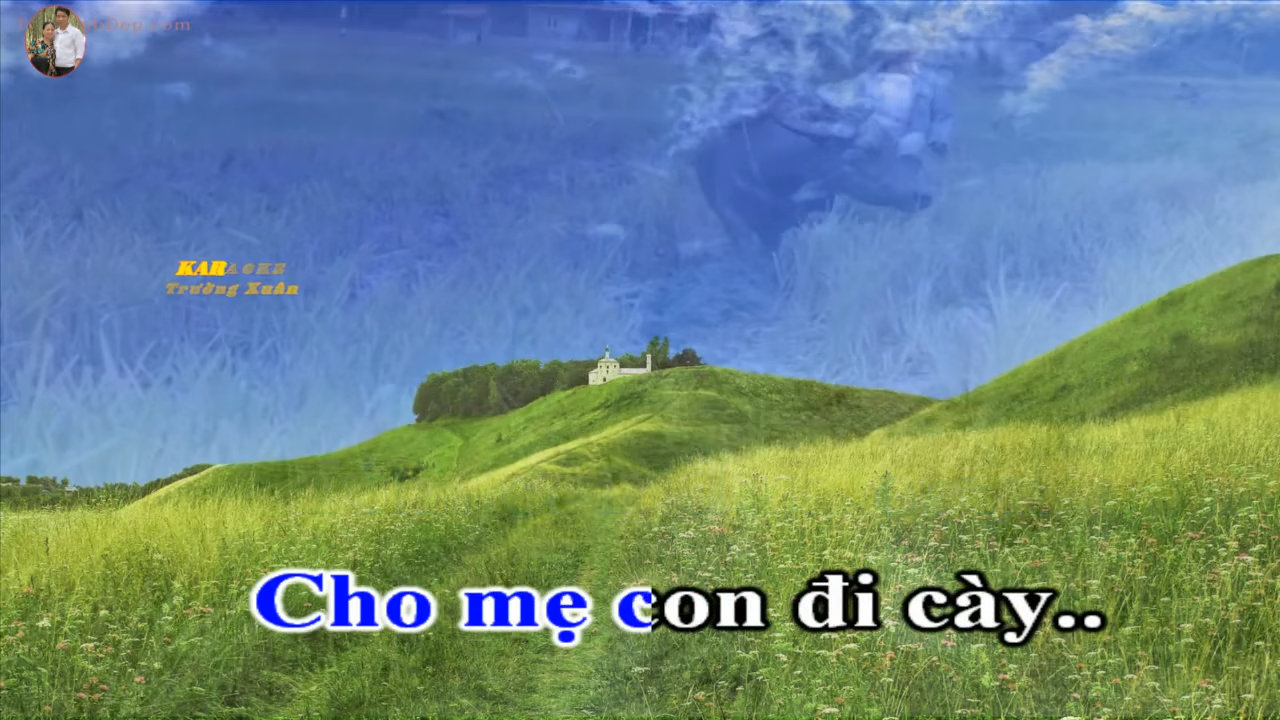 KARAOKE
Trường Xuân
Cho mẹ con đi cày..